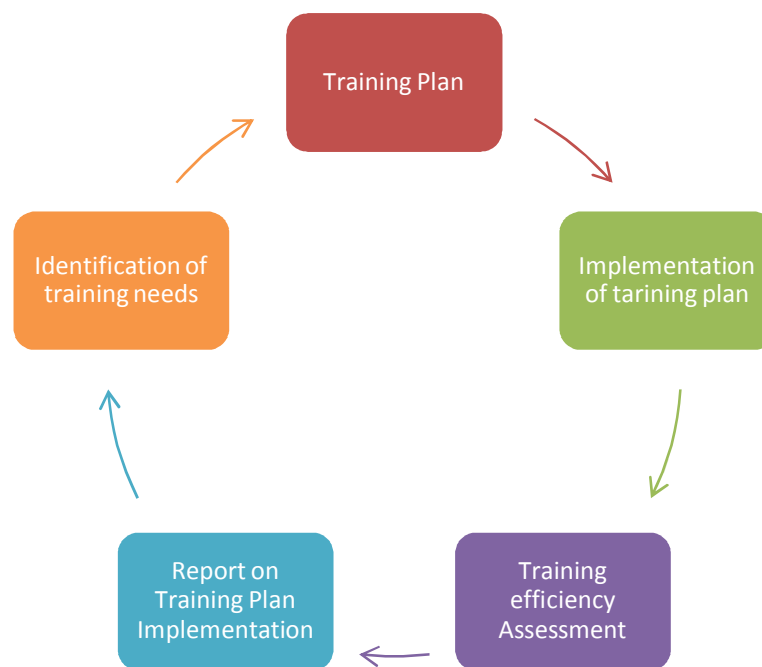 Training Plan
Implementation
of tarining plan
Training
efficiency
Assessment
Report on
Training Plan
Implementation
Identification of
training needs